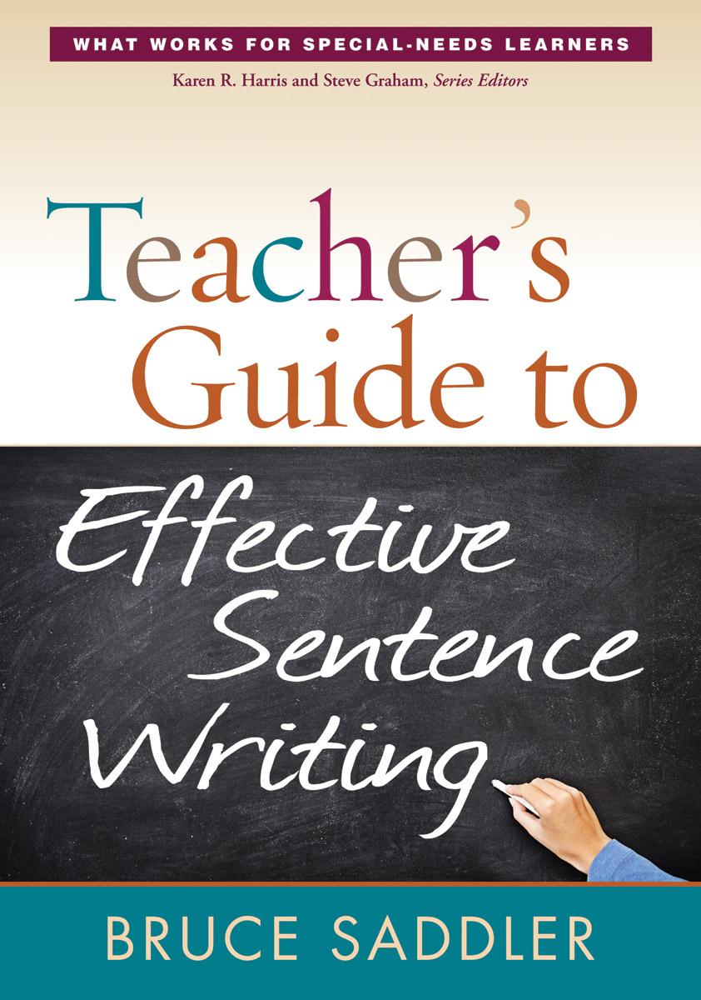 WHAT WORKS FOR SPECIAL-NEEDS LEARNERS
Karen R. Harris and Steve Graham, Series Editors
Teacher's
Guide to
Effective
Sentence
Writing
BRUCE SADDLER